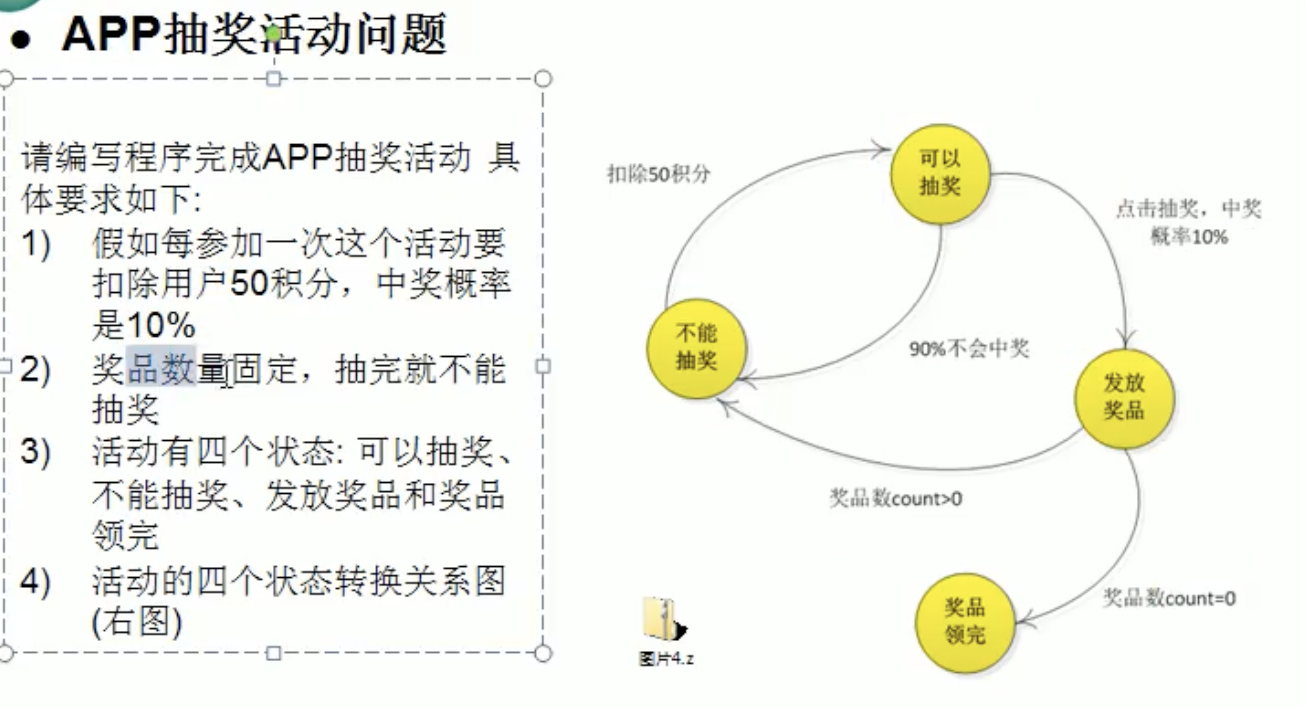 APP抽奖活动问题
请编写程序完成APP抽奖活动 具
体要求如下:
1) 假如每参加一次这个活动要
扣除用户50积分，中奖概率
是10%
2) 奖品数量固定，抽完就不能
抽奖
3) 活动有四个状态: 可以抽奖、
不能抽奖、发放奖品和奖品
领完
4) 活动的四个状态转换关系图
(右图)
扣除50积分
可以
抽奖
点击抽奖，中奖
概率10%
不能
抽奖
90%不会中奖
发放
奖品
奖品数count>0
奖品数count=0
奖品
领完
图片4.z